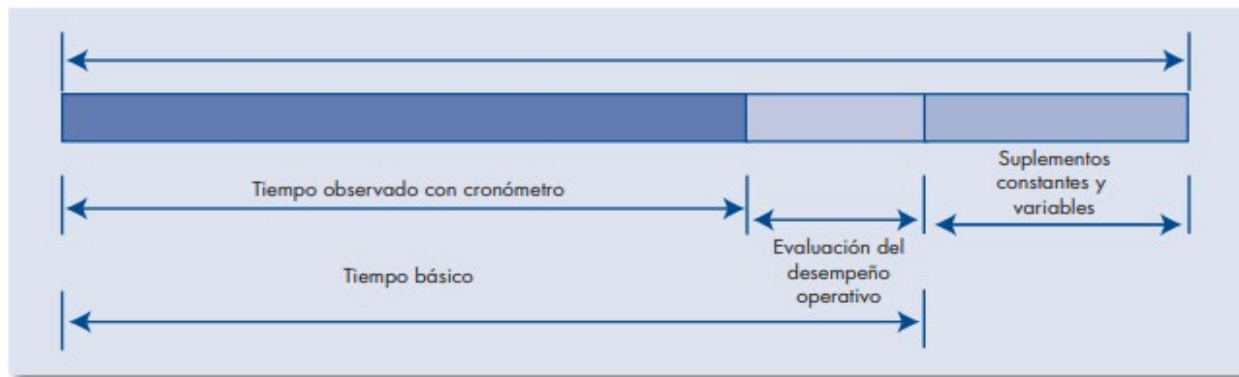 Tiempo observado con cronómetro
Suplementos
constantes y
variables
Tiempo básico
Evaluación del
desempeño
operativo